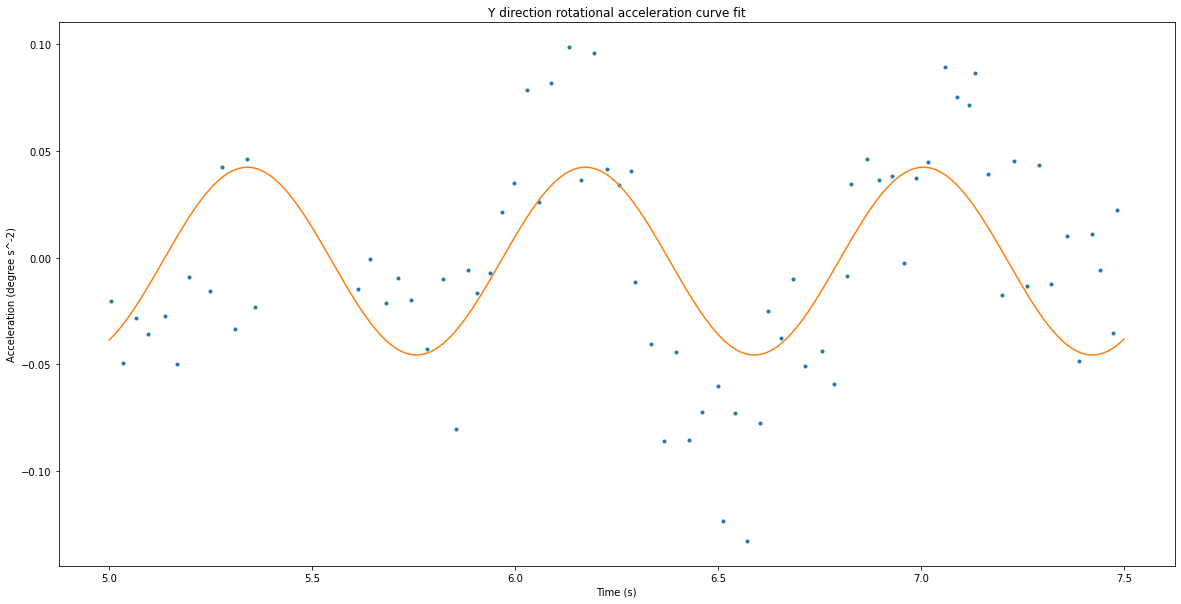 Y direction rotational acceleration curve fit
0.10
0.05
0.00
−0.05
−0.10
Acceleration (degree s^-2)
5.0 5.5 6.0 6.5 7.0 7.5
Time (s)